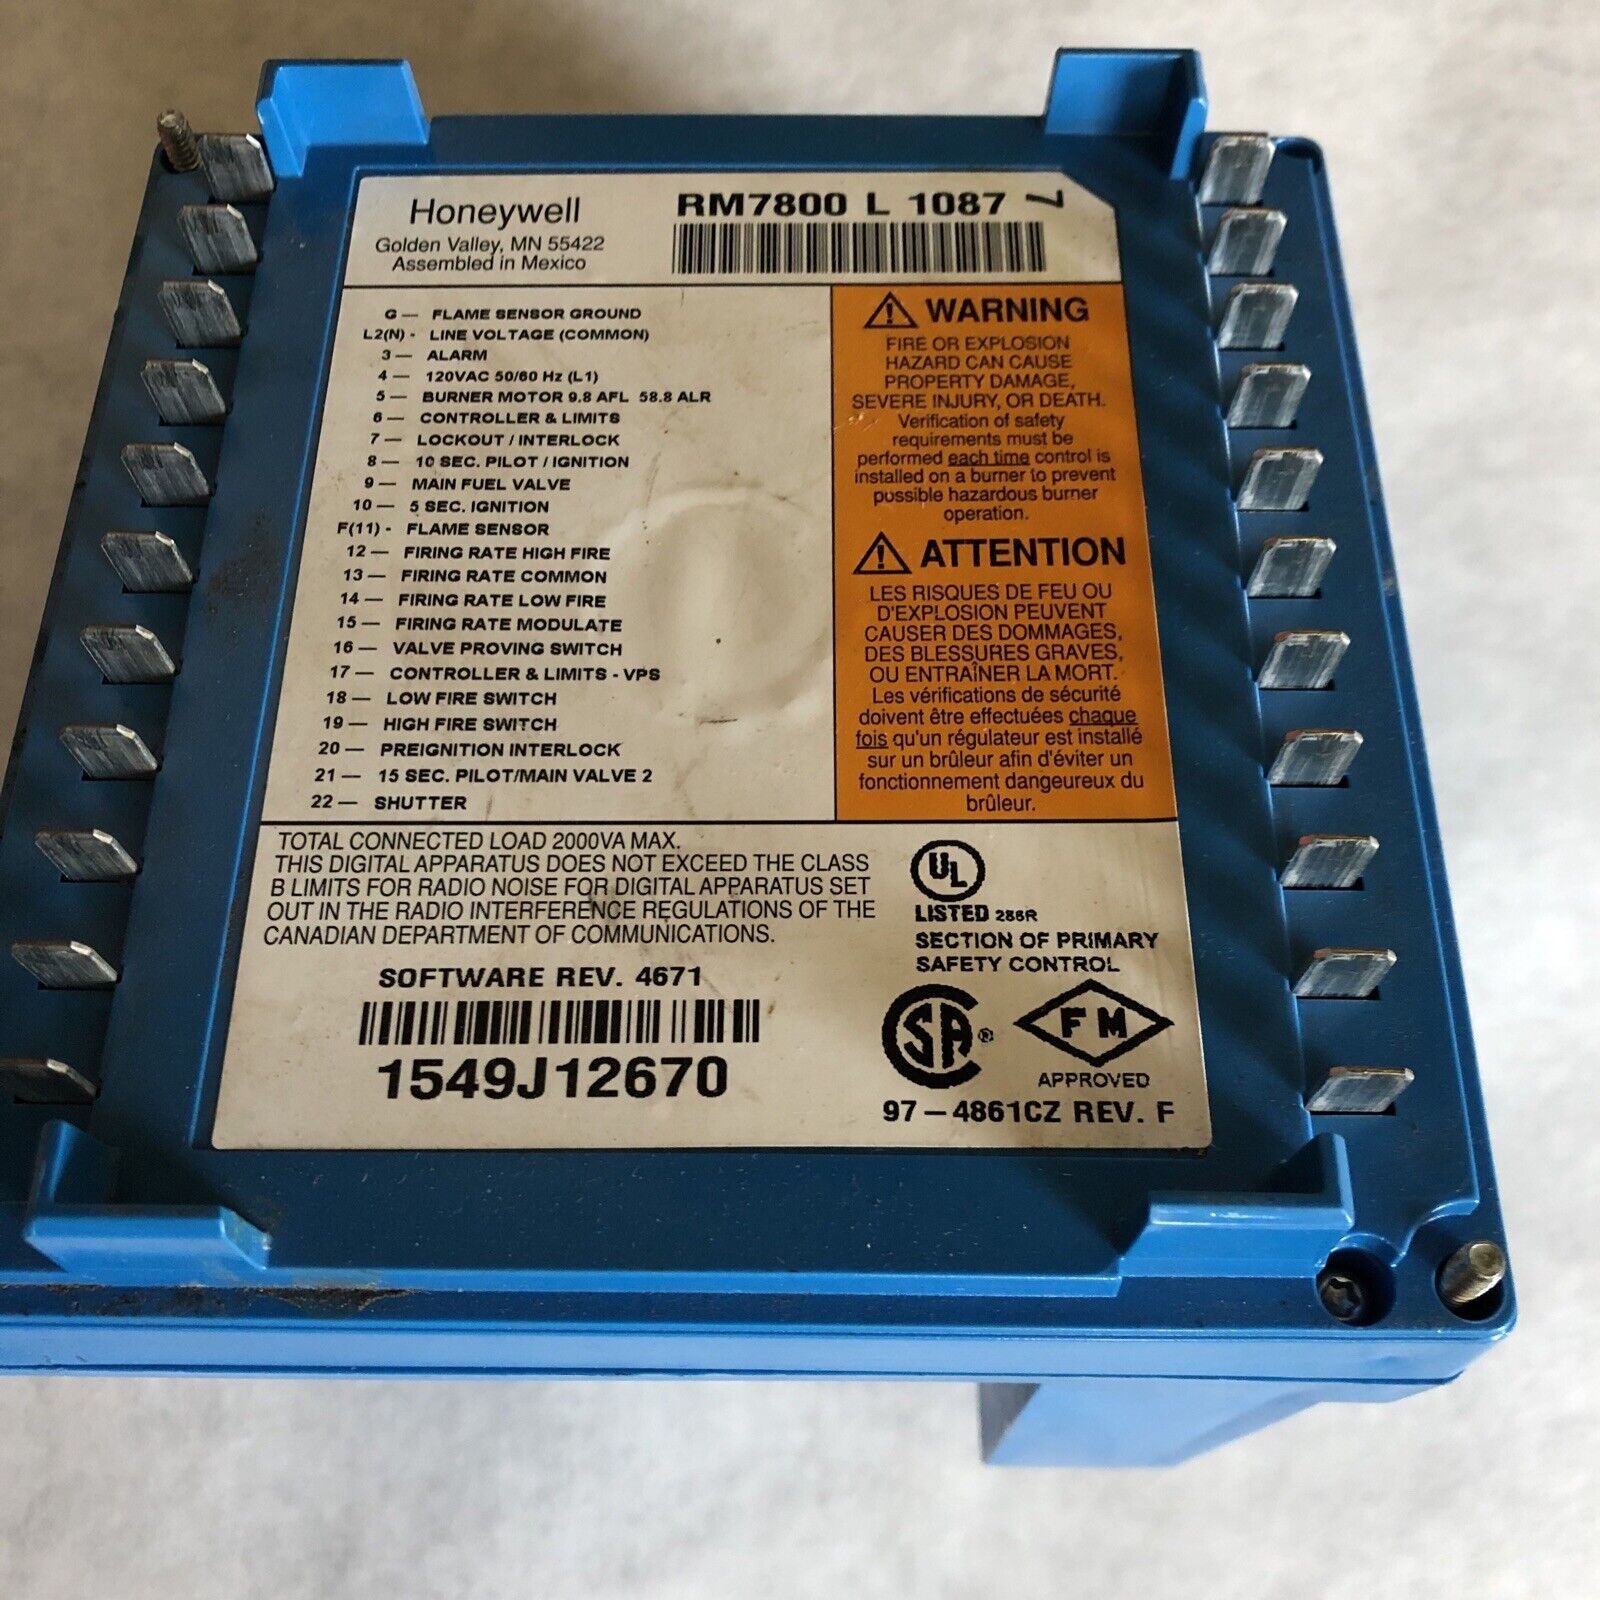 Honeywell
Golden Valley, MN 55422
Assembled in Mexico
RM7800 L 1087 7
G — FLAME SENSOR GROUND
L2(N) - LINE VOLTAGE (COMMON)
3 — ALARM
4 — 120VAC 50/60 Hz (L1)
5 — BURNER MOTOR 9.8 AFL 58.8 ALR
6 — CONTROLLER & LIMITS
7 — LOCKOUT / INTERLOCK
8 — 10 SEC. PILOT / IGNITION
9 — MAIN FUEL VALVE
10 — 5 SEC. IGNITION
F(11) - FLAME SENSOR
12 — FIRING RATE HIGH FIRE
13 — FIRING RATE COMMON
14 — FIRING RATE LOW FIRE
15 — FIRING RATE MODULATE
16 — VALVE PROVING SWITCH
17 — CONTROLLER & LIMITS - VPS
18 — LOW FIRE SWITCH
19 — HIGH FIRE SWITCH
20 — PREIGNITION INTERLOCK
21 — 15 SEC. PILOT/MAIN VALVE 2
22 — SHUTTER
WARNING
FIRE OR EXPLOSION
HAZARD CAN CAUSE
PROPERTY DAMAGE,
SEVERE INJURY, OR DEATH.
Verification of safety
requirements must be
performed each time control is
installed on a burner to prevent
possible hazardous burner
operation.
ATTENTION
LES RISQUES DE FEU OU
D'EXPLOSION PEUVENT
CAUSER DES DOMMAGES,
DES BLESSURES GRAVES,
OU ENTRAÎNER LA MORT.
Les vérifications de sécurité
doivent être effectuées chaque
fois qu'un régulateur est installé
sur un brûleur afin d'éviter un
fonctionnement dangeureux du
brûleur.
TOTAL CONNECTED LOAD 2000VA MAX.
THIS DIGITAL APPARATUS DOES NOT EXCEED THE CLASS
B LIMITS FOR RADIO NOISE FOR DIGITAL APPARATUS SET
OUT IN THE RADIO INTERFERENCE REGULATIONS OF THE
CANADIAN DEPARTMENT OF COMMUNICATIONS.
SOFTWARE REV. 4671
1549J12670
UL
LISTED 286R
SECTION OF PRIMARY
SAFETY CONTROL
SA ®
FM
APPROVED
97-4861CZ REV. F